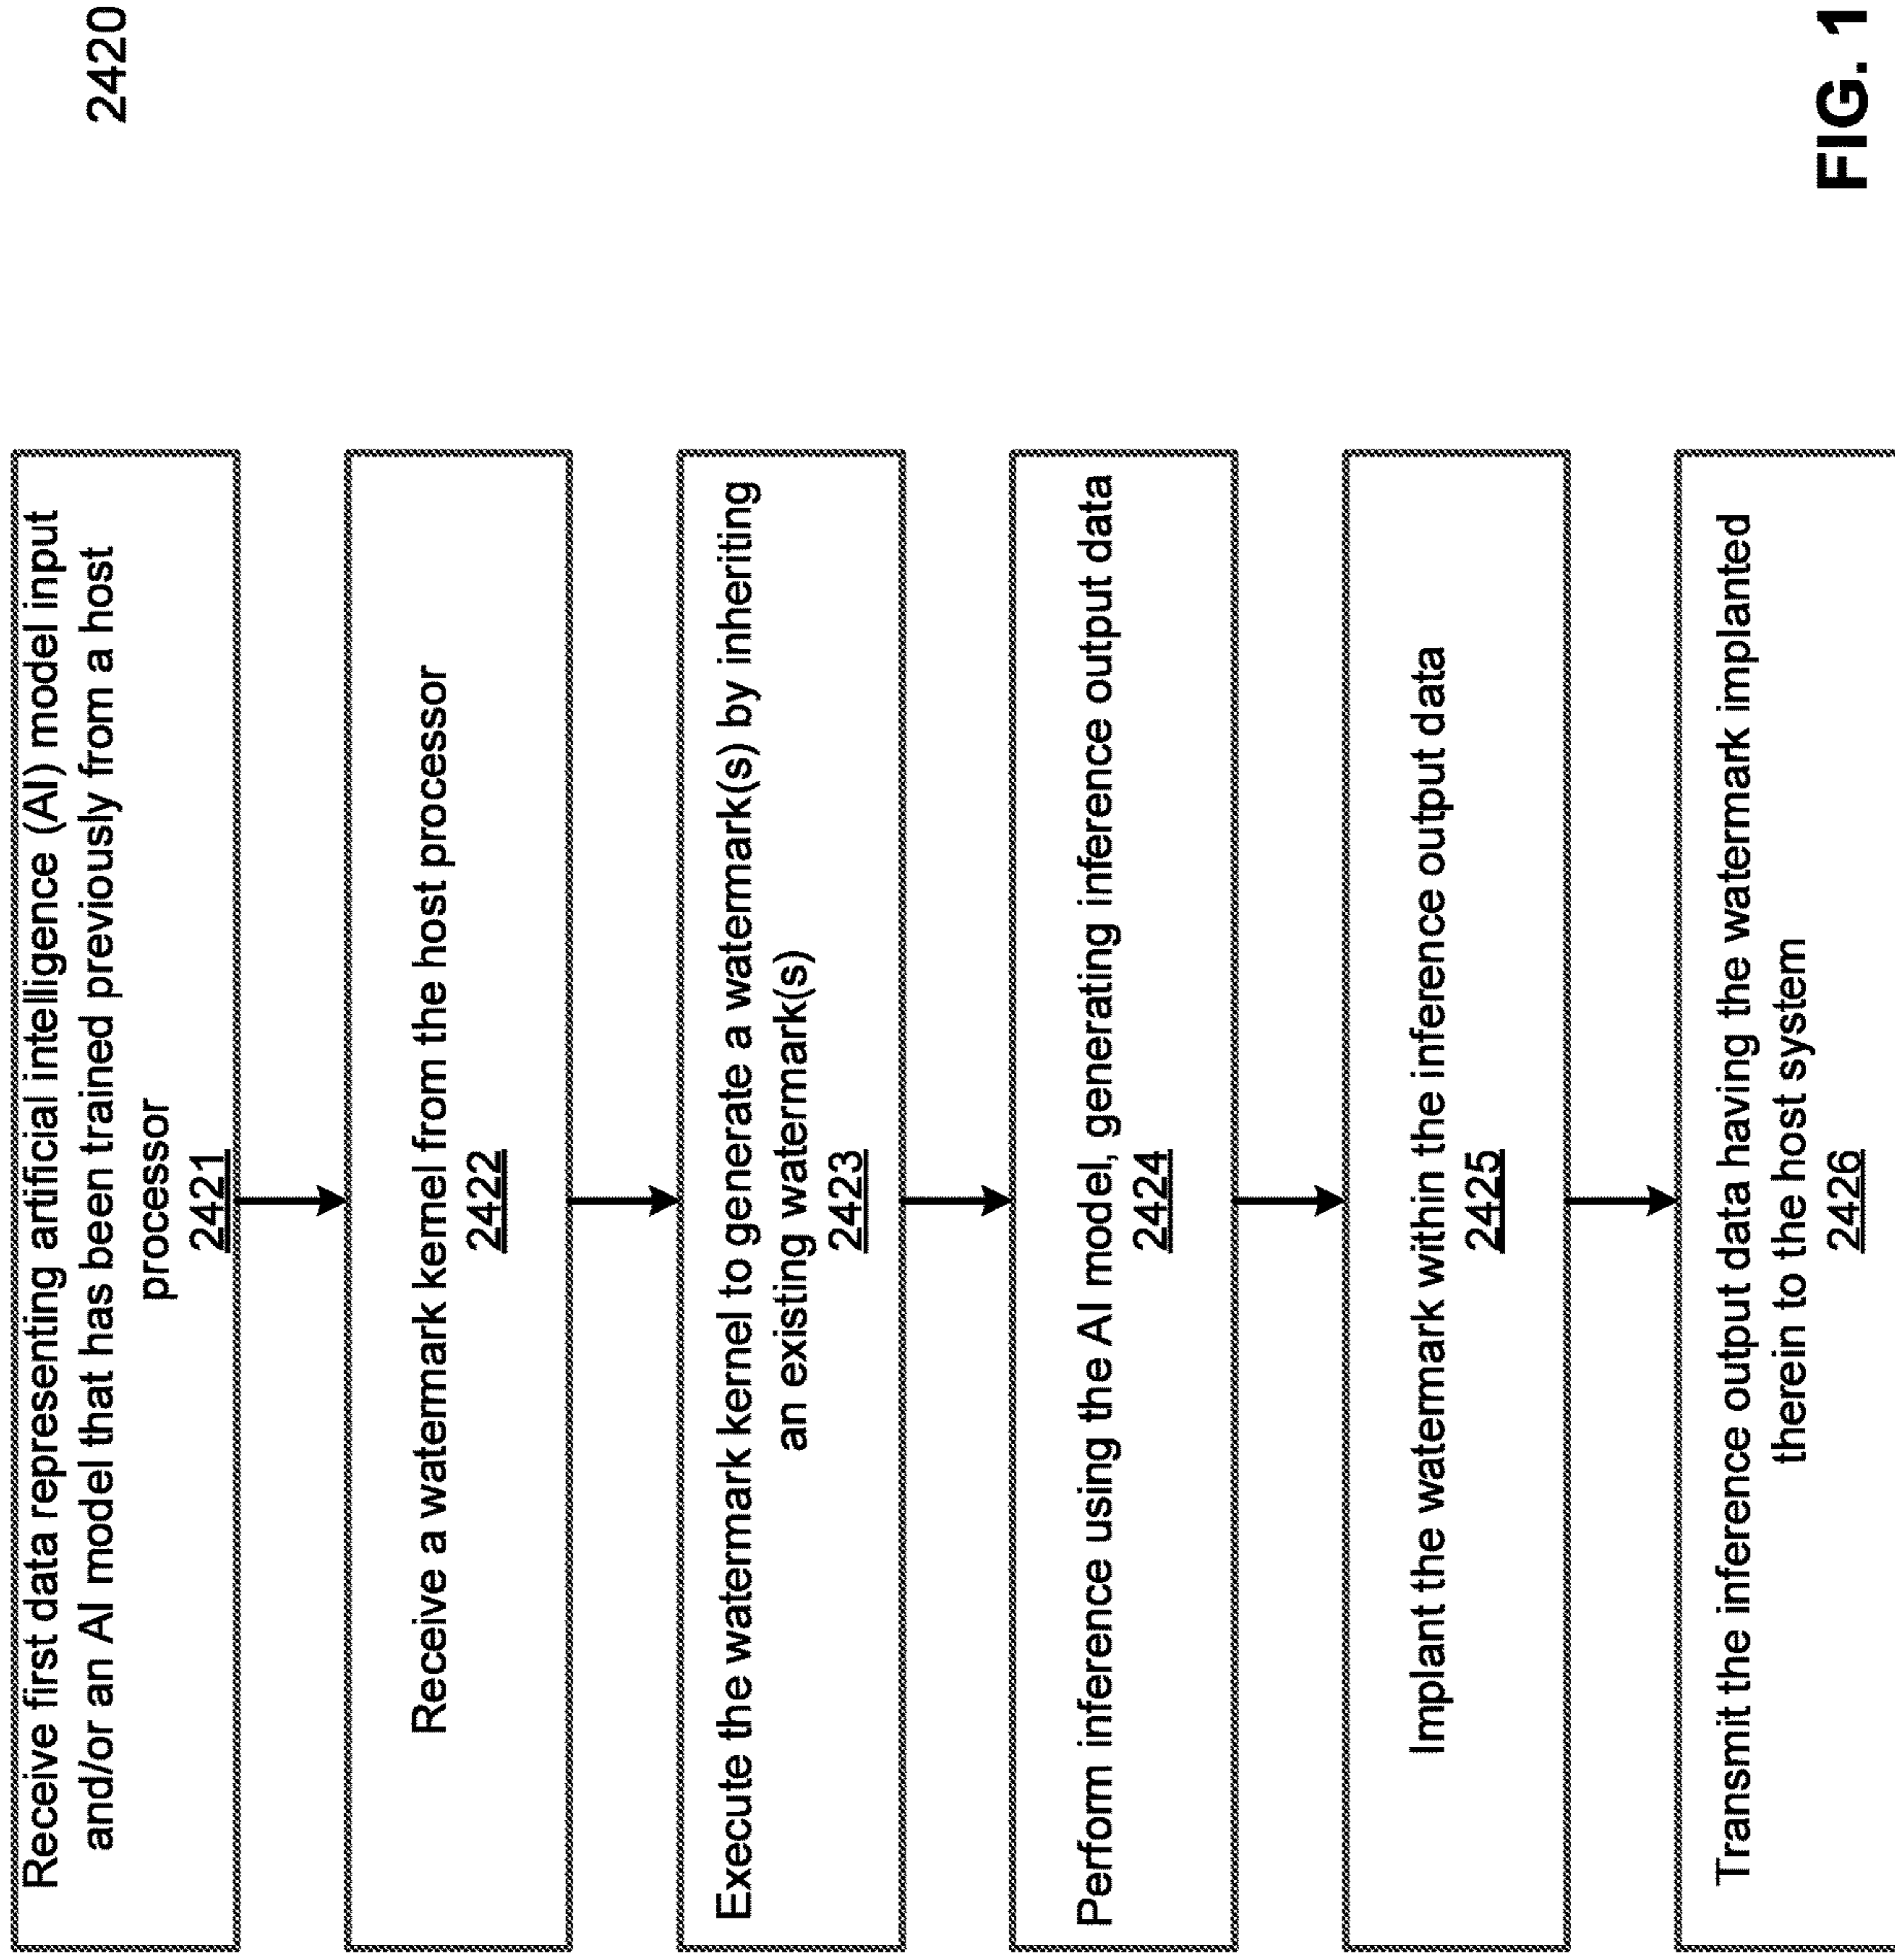 2420
Receive first data representing artificial intelligence (AI) model input
and/or an AI model that has been trained previously from a host
processor
2421
Receive a watermark kernel from the host processor
2422
Execute the watermark kernel to generate a watermark(s) by inheriting
an existing watermark(s)
2423
Perform inference using the AI model, generating inference output data
2424
Implant the watermark within the inference output data
2425
Transmit the inference output data having the watermark implanted
therein to the host system
2426
FIG. 1